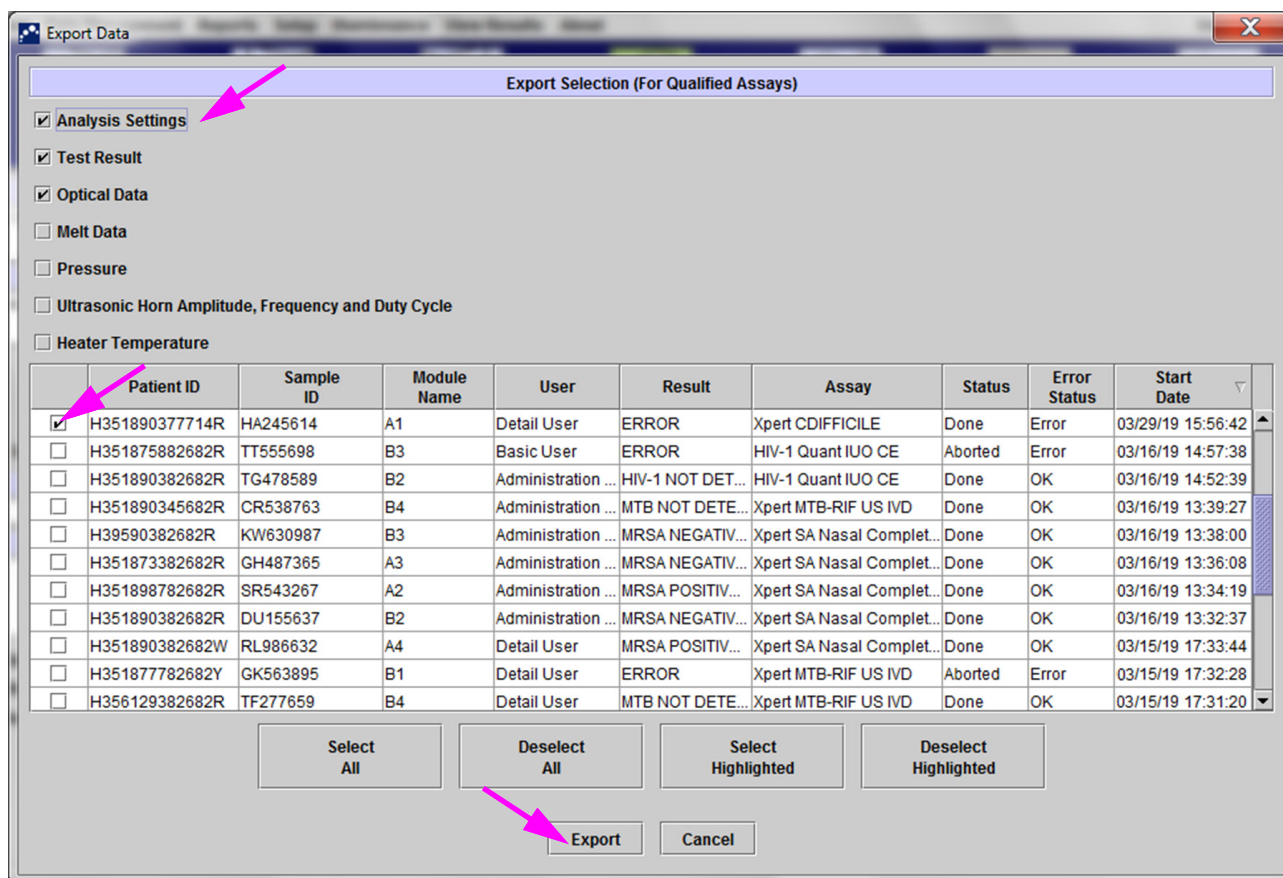 Export Data
Export Selection (For Qualified Assays)
Analysis Settings
Test Result
Optical Data
Melt Data
Pressure
Ultrasonic Horn Amplitude, Frequency and Duty Cycle
Heater Temperature
Patient ID Sample ID Module Name User Result Assay Status Error Status Start Date
H351890377714R HA245614 A1 Detail User ERROR Xpert CDIFFICILE Done Error 03/29/19 15:56:42
H351875882682R TT555698 B3 Basic User ERROR HIV-1 Quant IUO CE Aborted Error 03/16/19 14:57:38
H351890382682R TG478589 B2 Administration ... HIV-1 NOT DET... HIV-1 Quant IUO CE Done OK 03/16/19 14:52:39
H351890345682R CR538763 B4 Administration ... MTB NOT DETE... Xpert MTB-RIF US IVD Done OK 03/16/19 13:39:27
H39590382682R KW630987 B3 Administration ... MRSA NEGATIV... Xpert SA Nasal Complet... Done OK 03/16/19 13:38:00
H351873382682R GH487365 A3 Administration ... MRSA NEGATIV... Xpert SA Nasal Complet... Done OK 03/16/19 13:36:08
H351898782682R SR543267 A2 Administration ... MRSA POSITIV... Xpert SA Nasal Complet... Done OK 03/16/19 13:34:19
H351890382682R DU155637 B2 Administration ... MRSA NEGATIV... Xpert SA Nasal Complet... Done OK 03/16/19 13:32:37
H351890382682W RL986632 A4 Detail User MRSA POSITIV... Xpert SA Nasal Complet... Done OK 03/15/19 17:33:44
H351877782682Y GK563895 B1 Detail User ERROR Xpert MTB-RIF US IVD Aborted Error 03/15/19 17:32:28
H356129382682R TF277659 B4 Detail User MTB NOT DETE... Xpert MTB-RIF US IVD Done OK 03/15/19 17:31:20
Select All Deselect All Select Highlighted Deselect Highlighted
Export Cancel